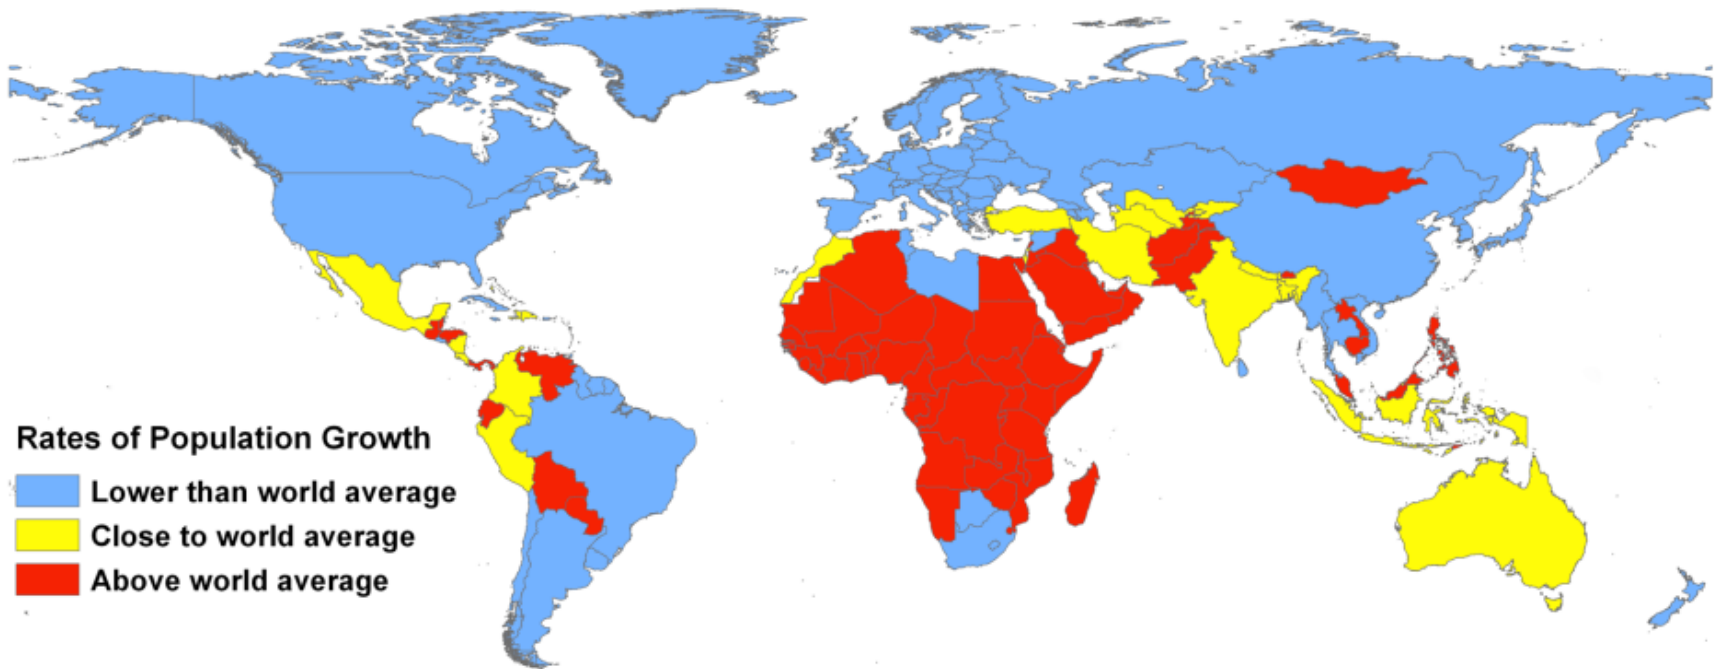 Rates of Population Growth
Lower than world average
Close to world average
Above world average